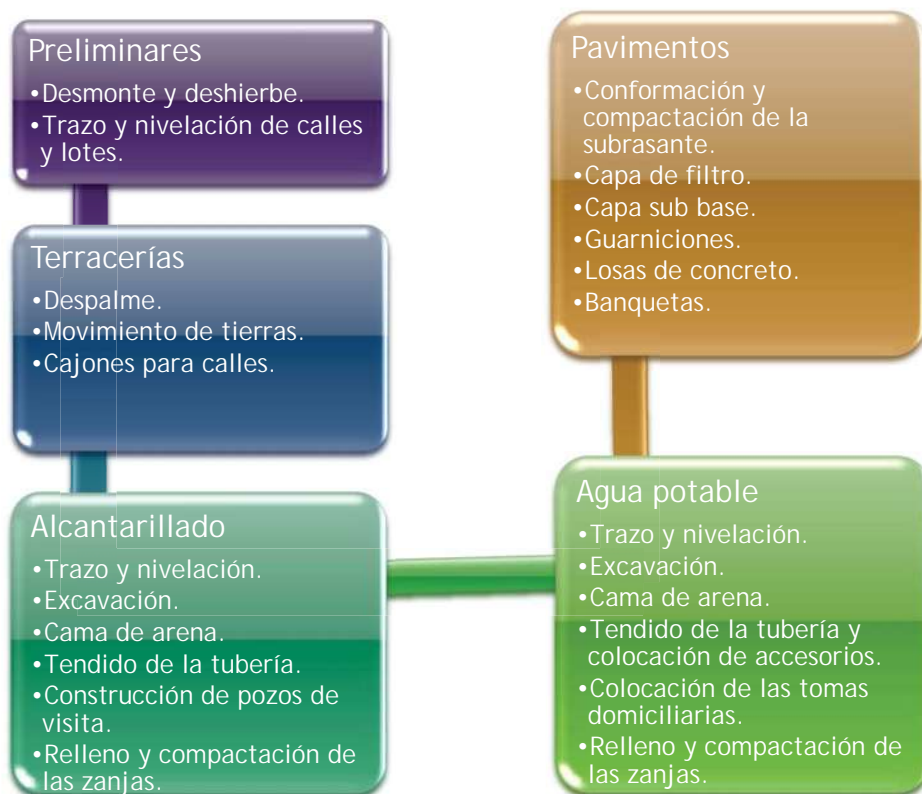 Preliminares
•Desmonte y deshierbe.
•Trazo y nivelación de calles
y lotes.
Terracerías
•Despalme.
•Movimiento de tierras.
•Cajones para calles.
Alcantarillado
•Trazo y nivelación.
•Excavación.
•Cama de arena.
•Tendido de la tubería.
•Construcción de pozos de
visita.
•Relleno y compactación de
las zanjas.
Agua potable
•Trazo y nivelación.
•Excavación.
•Cama de arena.
•Tendido de la tubería y
colocación de accesorios.
•Colocación de las tomas
domiciliarias.
•Relleno y compactación de
las zanjas.
Pavimentos
•Conformación y
compactación de la
subrasante.
•Capa de filtro.
•Capa sub base.
•Guarniciones.
•Losas de concreto.
•Banquetas.